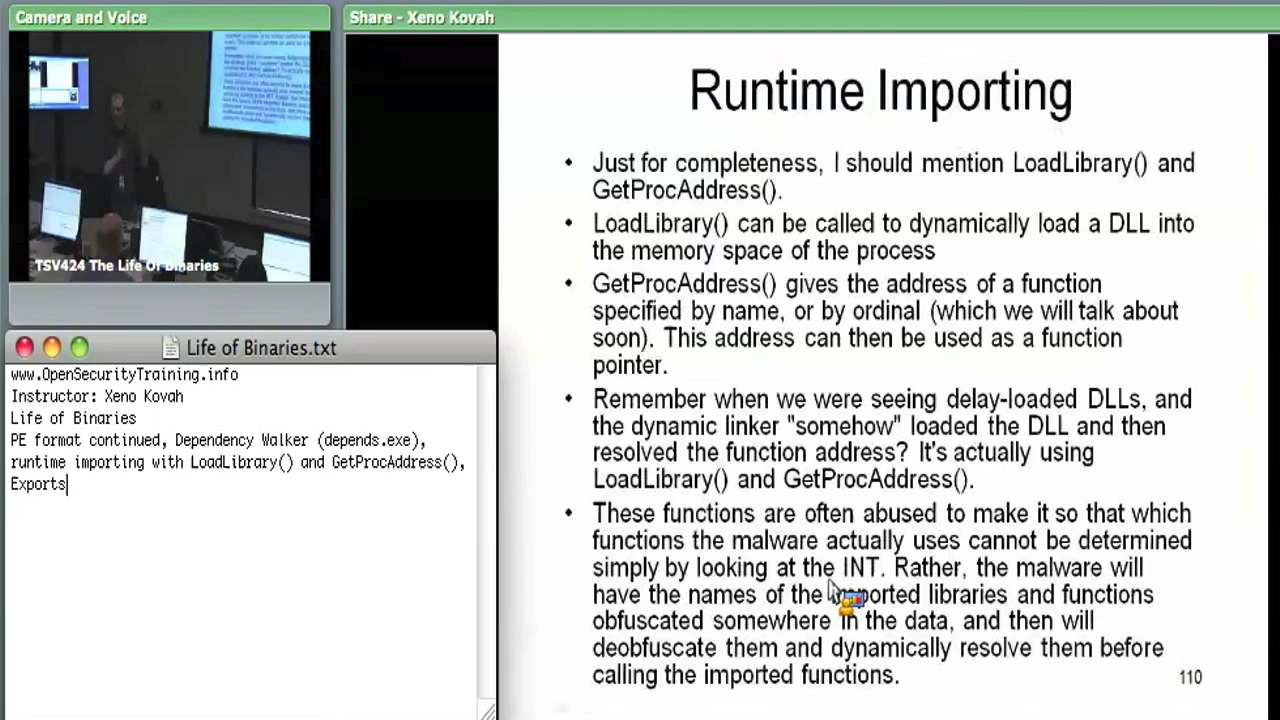 Camera and Voice
TSV424 The Life Of Binaries
Life of Binaries.txt
www.OpenSecurityTraining.info
Instructor: Xeno Kovah
Life of Binaries
PE format continued, Dependency Walker (depends.exe),
runtime importing with LoadLibrary() and GetProcAddress(),
Exports
Share - Xeno Kovah
Runtime Importing
• Just for completeness, I should mention LoadLibrary() and
GetProcAddress().
• LoadLibrary() can be called to dynamically load a DLL into
the memory space of the process
• GetProcAddress() gives the address of a function
specified by name, or by ordinal (which we will talk about
soon). This address can then be used as a function
pointer.
• Remember when we were seeing delay-loaded DLLs, and
the dynamic linker "somehow" loaded the DLL and then
resolved the function address? It's actually using
LoadLibrary() and GetProcAddress().
• These functions are often abused to make it so that which
functions the malware actually uses cannot be determined
simply by looking at the INT. Rather, the malware will
have the names of the imported libraries and functions
obfuscated somewhere in the data, and then will
deobfuscate them and dynamically resolve them before
calling the imported functions.
110